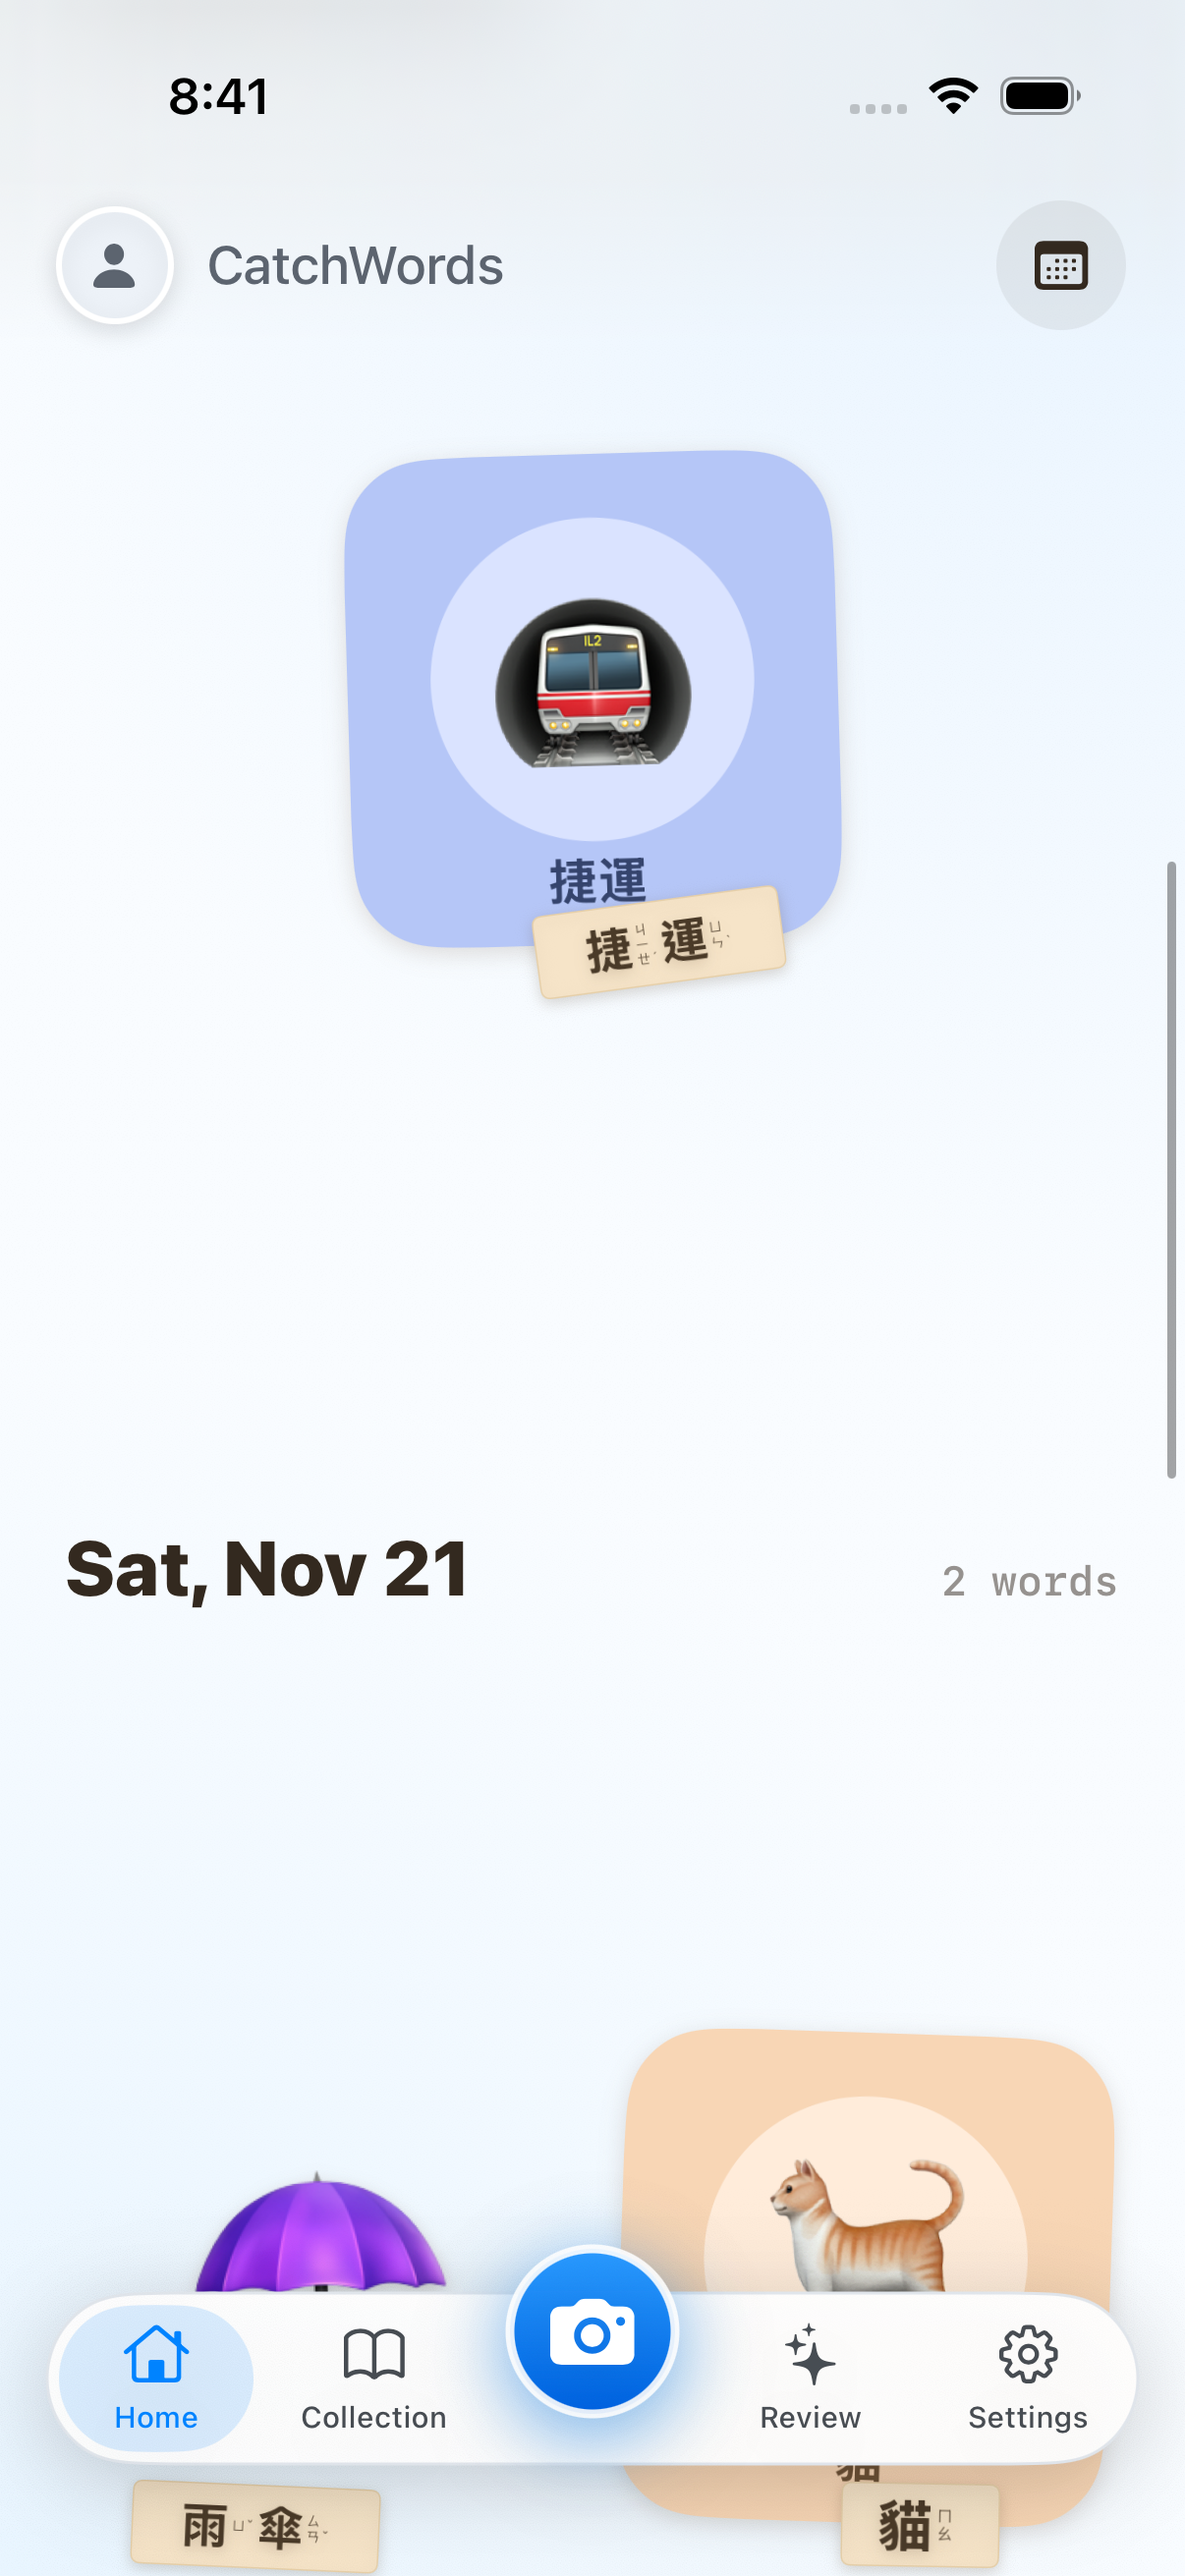 8:41
CatchWords
IL2
捷運
捷ㄐㄧㄝˊ運ㄩㄣˋ
Sat, Nov 21
2 words
Home
Collection
Review
Settings
貓
雨ㄩˇ傘ㄙㄢˇ
貓ㄇㄠ